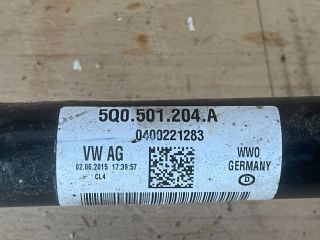 5Q0.501.204.A
0400221283
VW AG
02.06.2015 17:39:57
CL4
WWO
GERMANY
D